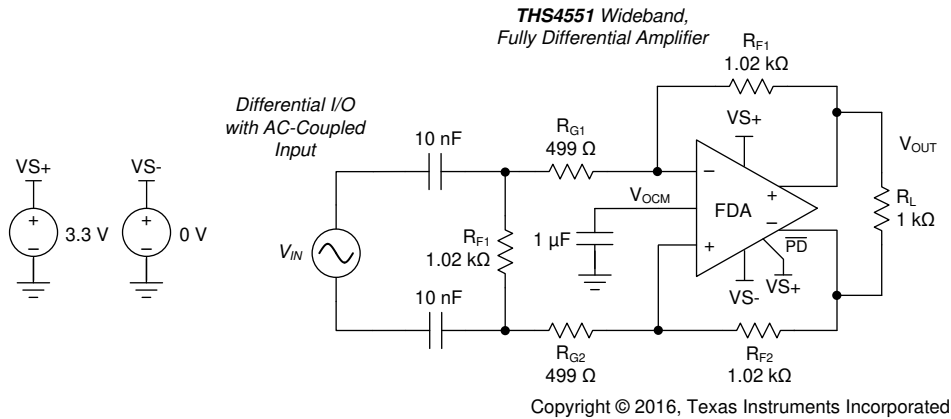 THS4551 Wideband,
Fully Differential Amplifier
RF1
1.02 kΩ
Differential I/O
with AC-Coupled
Input
10 nF
RG1
499 Ω
VS+
VS+
VS-
3.3 V
0 V
VIN
RF1
1.02 kΩ
VOCM
1 µF
−
+
FDA
+
−
PD
VS-
VS+
VOUT
RL
1 kΩ
10 nF
RG2
499 Ω
RF2
1.02 kΩ
Copyright © 2016, Texas Instruments Incorporated
+
−
+
−